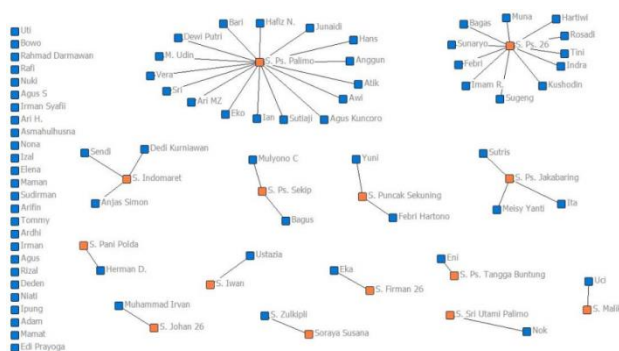 Uti
Bowo
Rahmad Darmawan
Rafi
Nuki
Agus S
Irman Syafii
Ari H.
Asmahulhusna
Nona
Izal
Elena
Maman
Sudirman
Arifin
Tommy
Ardhi
Irman
Agus
Rizal
Deden
Niati
Ipung
Adam
Mamat
Edi Prayoga
Bari
Hafiz N.
Junaidi
Dewi Putri
Hans
M. Udin
S. Ps. Palimo
Anggun
Vera
Atik
Sri
Awi
Ari MZ
Eko
Ian
Sutiaji
Agus Kuncoro
Bagas
Muna
Hartiwi
Rosadi
Sunaryo
S. Ps. 26
Tini
Febri
Indra
Imam R.
Kushodin
Sugeng
Sendi
Dedi Kurniawan
S. Indomaret
Anjas Simon
Mulyono C
S. Ps. Sekip
Bagus
Yuni
S. Puncak Sekuning
Febri Hartono
Sutris
S. Ps. Jakabaring
Meisy Yanti
Ita
S. Pani Polda
Herman D.
Ustazia
S. Iwan
Eka
S. Firman 26
Eni
S. Ps. Tangga Buntung
Uci
S. Malik
Muhammad Irvan
S. Johan 26
S. Zulkipli
Soraya Susana
S. Sri Utami Palimo
Nok